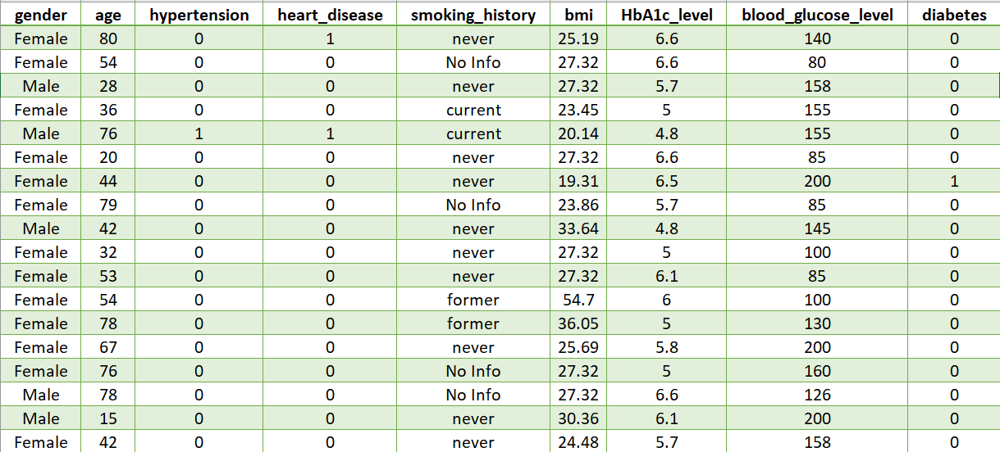 gender age hypertension heart_disease smoking_history bmi HbA1c_level blood_glucose_level diabetes
Female 80 0 1 never 25.19 6.6 140 0
Female 54 0 0 No Info 27.32 6.6 80 0
Male 28 0 0 never 27.32 5.7 158 0
Female 36 0 0 current 23.45 5 155 0
Male 76 1 1 current 20.14 4.8 155 0
Female 20 0 0 never 27.32 6.6 85 0
Female 44 0 0 never 19.31 6.5 200 1
Female 79 0 0 No Info 23.86 5.7 85 0
Male 42 0 0 never 33.64 4.8 145 0
Female 32 0 0 never 27.32 5 100 0
Female 53 0 0 never 27.32 6.1 85 0
Female 54 0 0 former 54.7 6 100 0
Female 78 0 0 former 36.05 5 130 0
Female 67 0 0 never 25.69 5.8 200 0
Female 76 0 0 No Info 27.32 5 160 0
Male 78 0 0 No Info 27.32 6.6 126 0
Male 15 0 0 never 30.36 6.1 200 0
Female 42 0 0 never 24.48 5.7 158 0